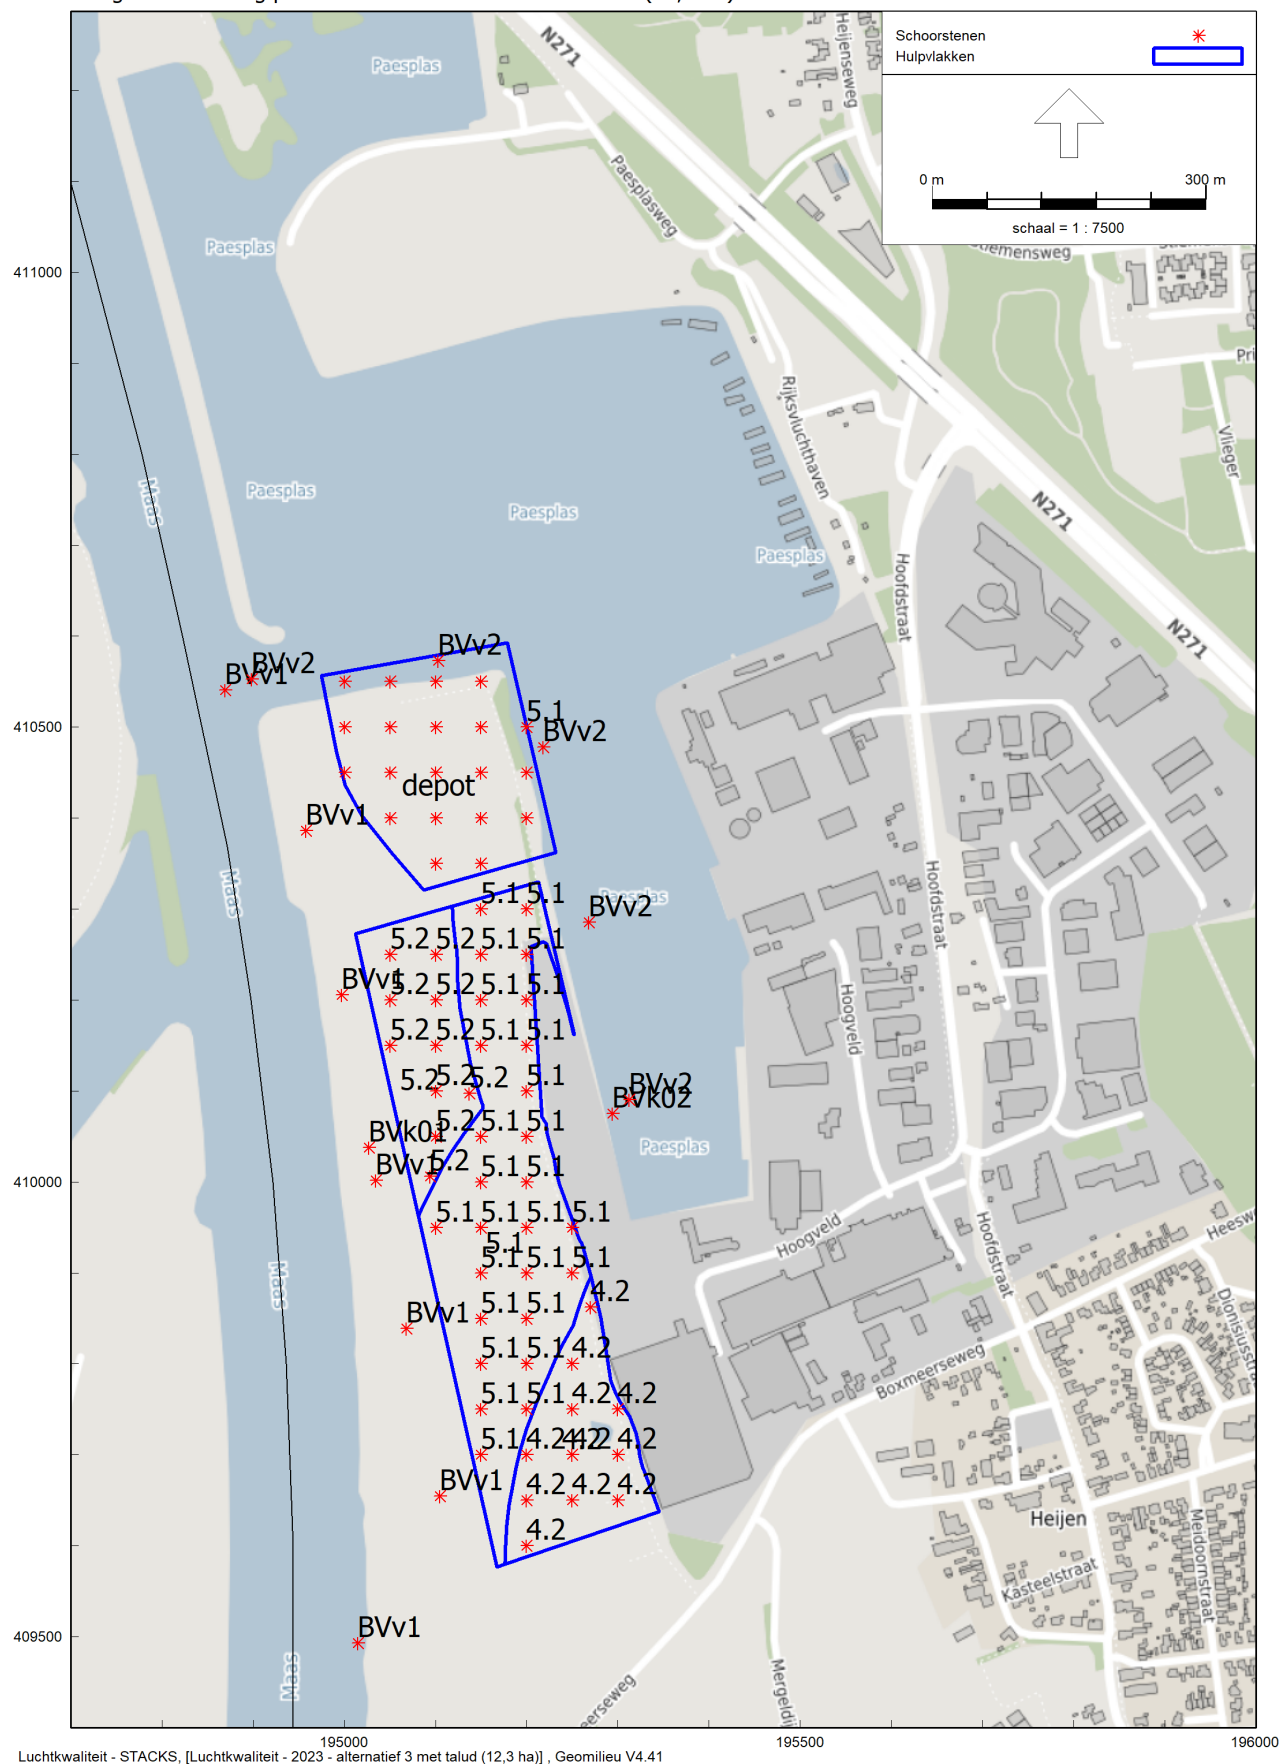 Schoorstenen
Hulpvlakken
0 m 300 m
schaal = 1 : 7500
N271
Heijenseweg
Paesplas
Paesplasweg
Paesplas
411000
Rijksvluchthaven
Vlieger
Maas
Paesplas
Paesplas
Paesplas
N271
Hoofdstraat
N271
BVv2
BVv1
BVv2
5.1
BVv2
410500
depot
BVv1
Maas
Paesplas
BVv2
Hoofdstraat
5.1 5.1
5.2 5.2 5.1 5.1
BVv1
5.2 5.2 5.1 5.1
Hoogveld
5.2 5.2 5.1 5.1
5.2 5.2 5.2 5.1
BVv2
BVk02
5.2 5.1 5.1
BVk01
Paesplas
BVv1
5.2
5.1 5.1
410000
5.1 5.1 5.1 5.1
5.1
Hoogveld
Hoofdstraat
5.1 5.1 5.1
Maas
4.2
BVv1
5.1 5.1
5.1 5.1 4.2
Boxmeerseweg
5.1 5.1 4.2 4.2
5.1 4.2 4.2 4.2 4.2
BVv1
4.2 4.2 4.2
Heijen
4.2
Kasteelstraat
Meidoornstraat
409500
BVv1
Maas
195000 195500 196000
Luchtkwaliteit - STACKS, [Luchtkwaliteit - 2023 - alternatief 3 met talud (12,3 ha)] , Geomilieu V4.41